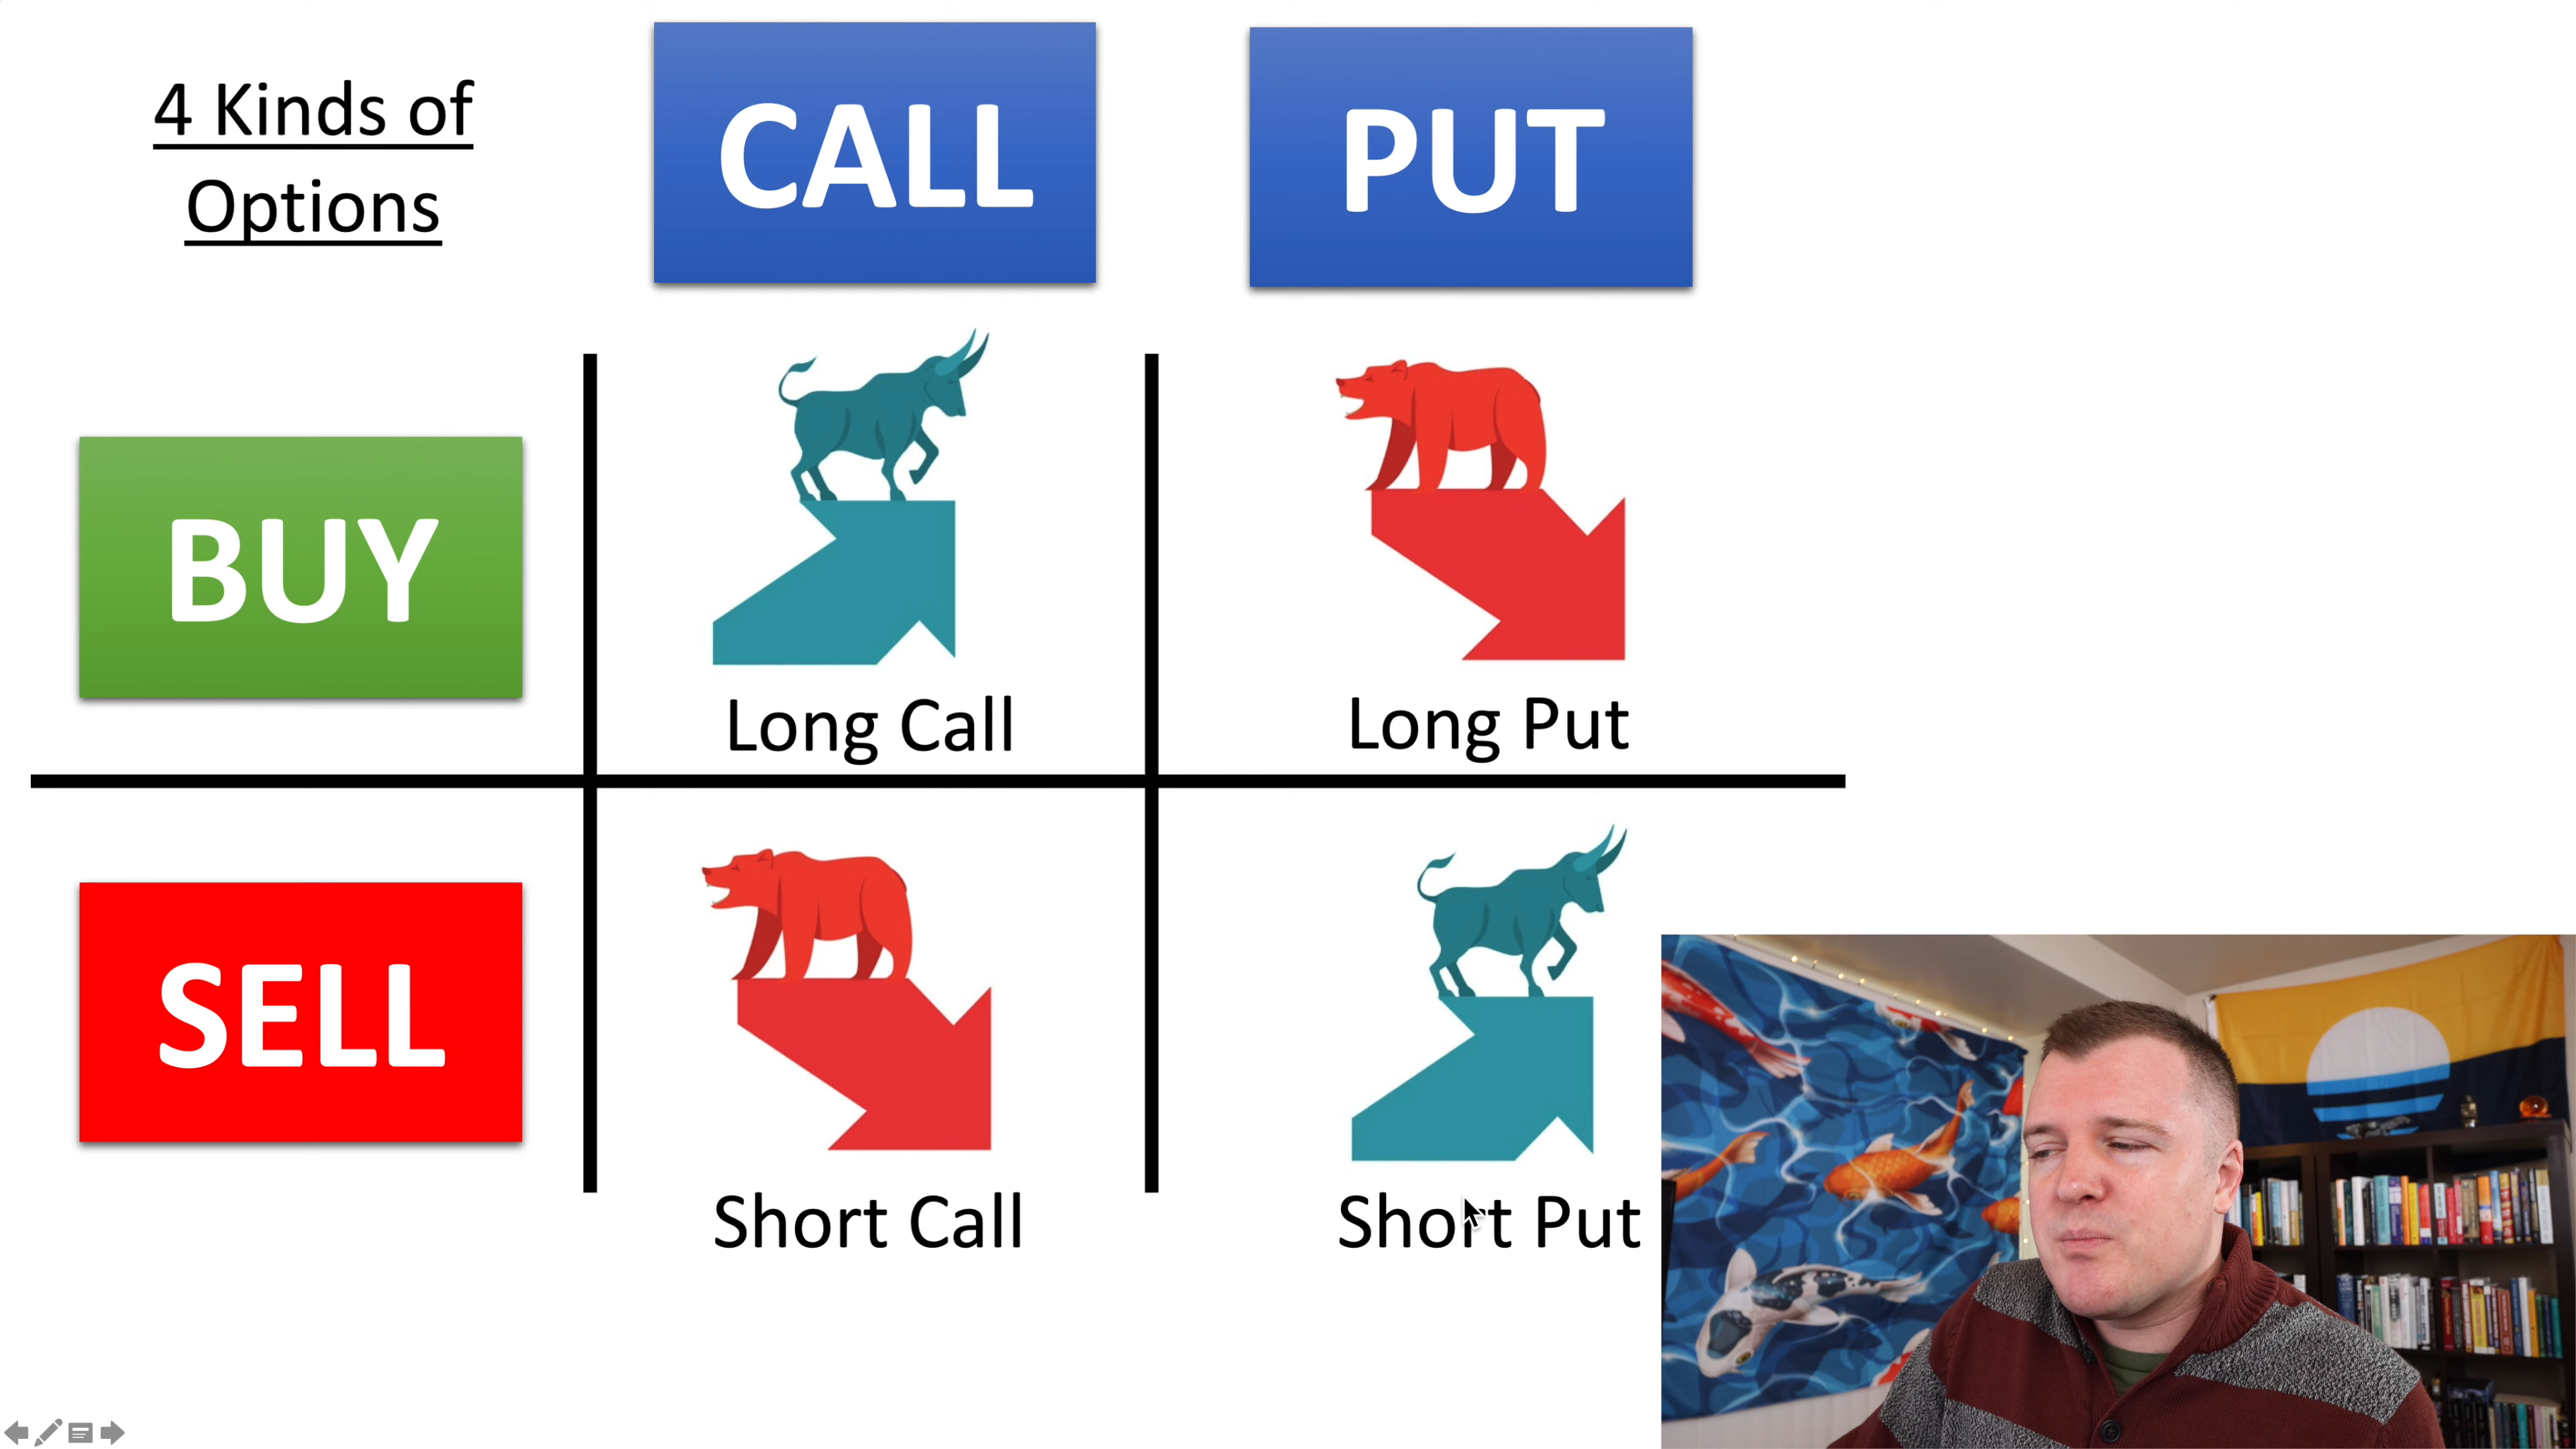 4 Kinds of
Options
CALL
PUT
BUY
Long Call
Long Put
SELL
Short Call
Short Put